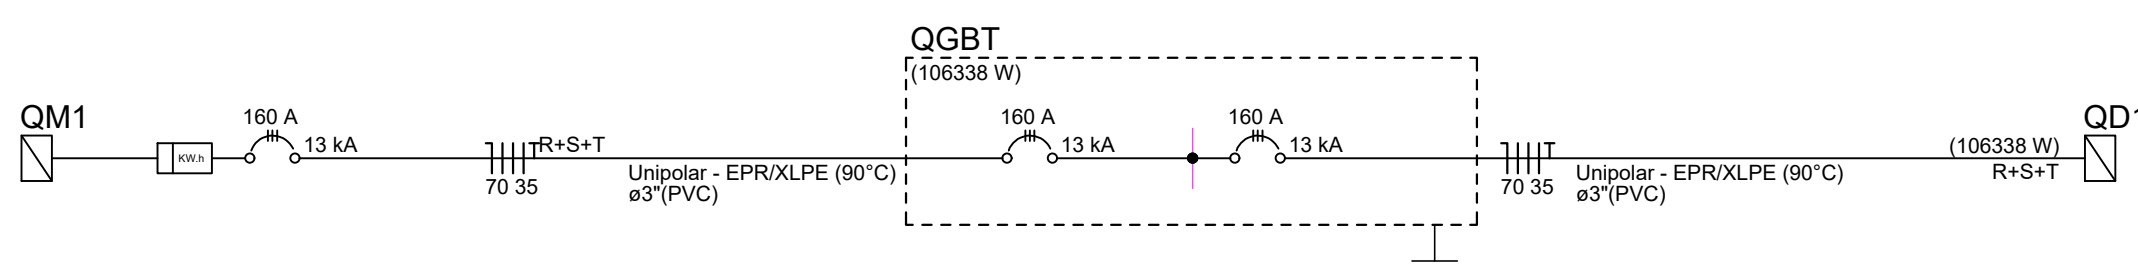 QM1
KW.h
160 A
13 kA
R+S+T
70 35
Unipolar - EPR/XLPE (90°C)
ø3"(PVC)
QGBT
(106338 W)
160 A
13 kA
160 A
13 kA
70 35
Unipolar - EPR/XLPE (90°C)
ø3"(PVC)
(106338 W)
R+S+T
QD1